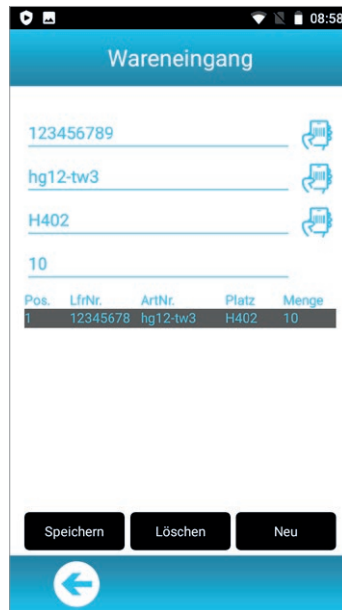 08:58
Wareneingang
123456789
hg12-tw3
H402
10
Pos. LfrNr. ArtNr. Platz Menge
1 12345678 hg12-tw3 H402 10
Speichern Löschen Neu